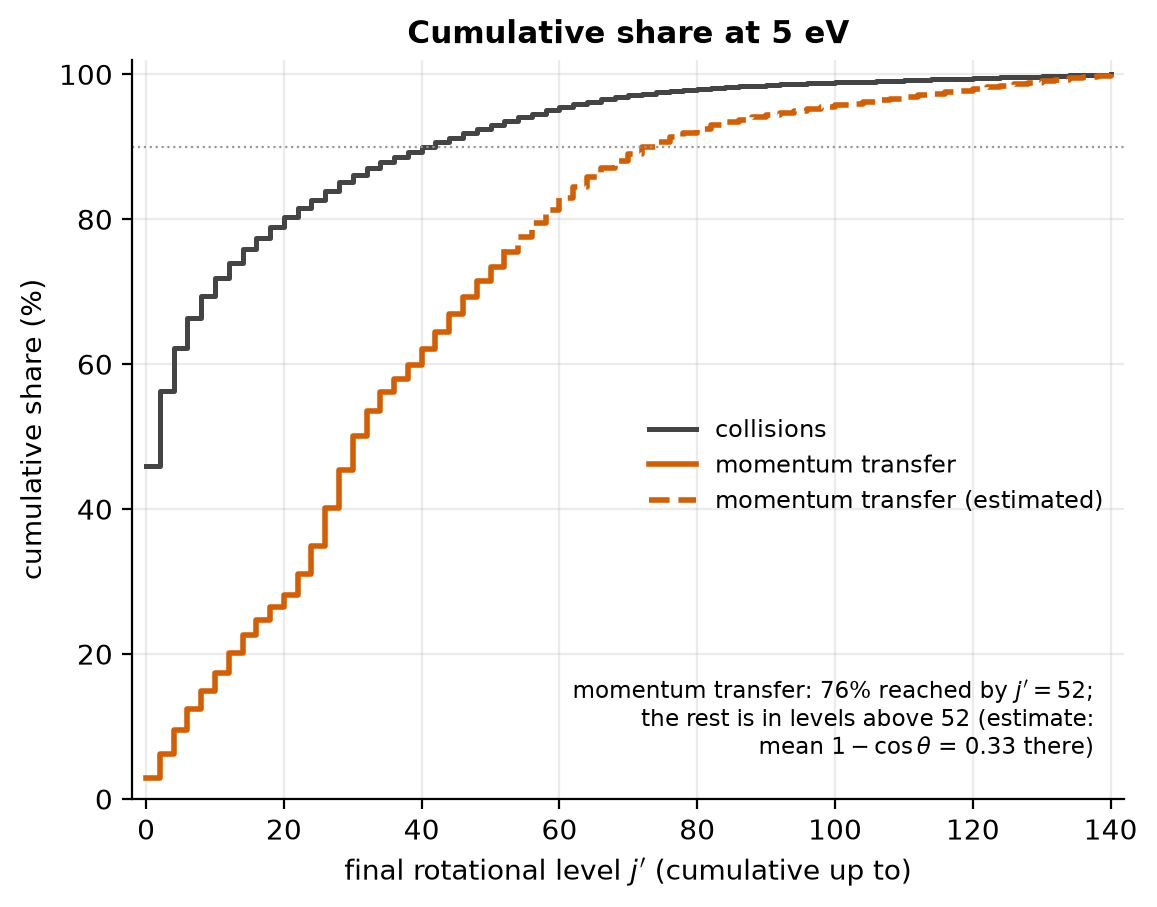 Cumulative share at 5 eV
cumulative share (%)
100
80
60
40
20
0
collisions
momentum transfer
momentum transfer (estimated)
momentum transfer: 76% reached by j′ = 52;
the rest is in levels above 52 (estimate:
mean 1 − cos θ = 0.33 there)
0 20 40 60 80 100 120 140
final rotational level j′ (cumulative up to)